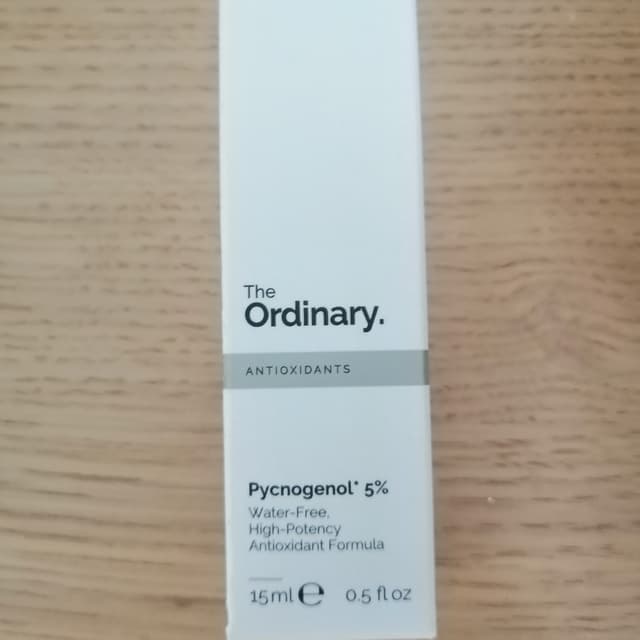 The
Ordinary.
ANTIOXIDANTS
Pycnogenol® 5%
Water-Free,
High-Potency
Antioxidant Formula
15ml ℮ 0.5 fl oz